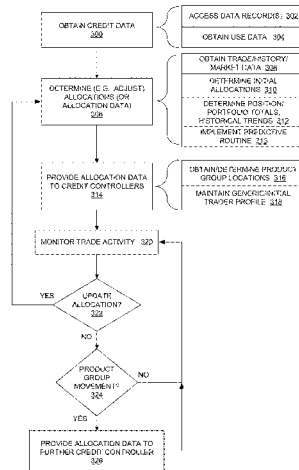 OBTAIN CREDIT DATA
300
ACCESS DATA RECORD(S) 302
OBTAIN USE DATA 304
DETERMINE (E.G. ADJUST)
ALLOCATIONS (OR
ALLOCATION DATA)
306
OBTAIN TRADE/HISTORY/
MARKET DATA 308
DETERMINE INITIAL
ALLOCATIONS 310
DETERMINE POSITION/
PORTFOLIO TOTALS,
HISTORICAL TRENDS 312
IMPLEMENT PREDICTIVE
ROUTINE
PROVIDE ALLOCATION DATA
TO CREDIT CONTROLLERS
314
OBTAIN/DETERMINE PRODUCT
GROUP LOCATIONS 316
MAINTAIN GENERIC/INITIAL
TRADER PROFILE 318
MONITOR TRADE ACTIVITY 320
YES
UPDATE
ALLOCATION?
322
NO
PRODUCT
GROUP
MOVEMENT?
324
NO
YES
PROVIDE ALLOCATION DATA TO
FURTHER CREDIT CONTROLLER
326